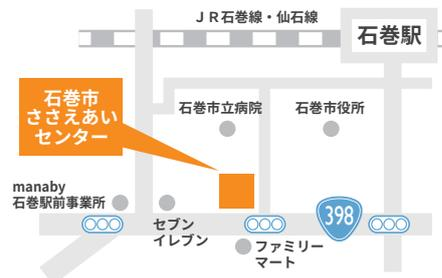 JR石巻線・仙石線
石巻駅
石巻市
ささえあい
センター
石巻市立病院
石巻市役所
manaby
石巻駅前事業所
セブン
イレブン
398
ファミリー
マート